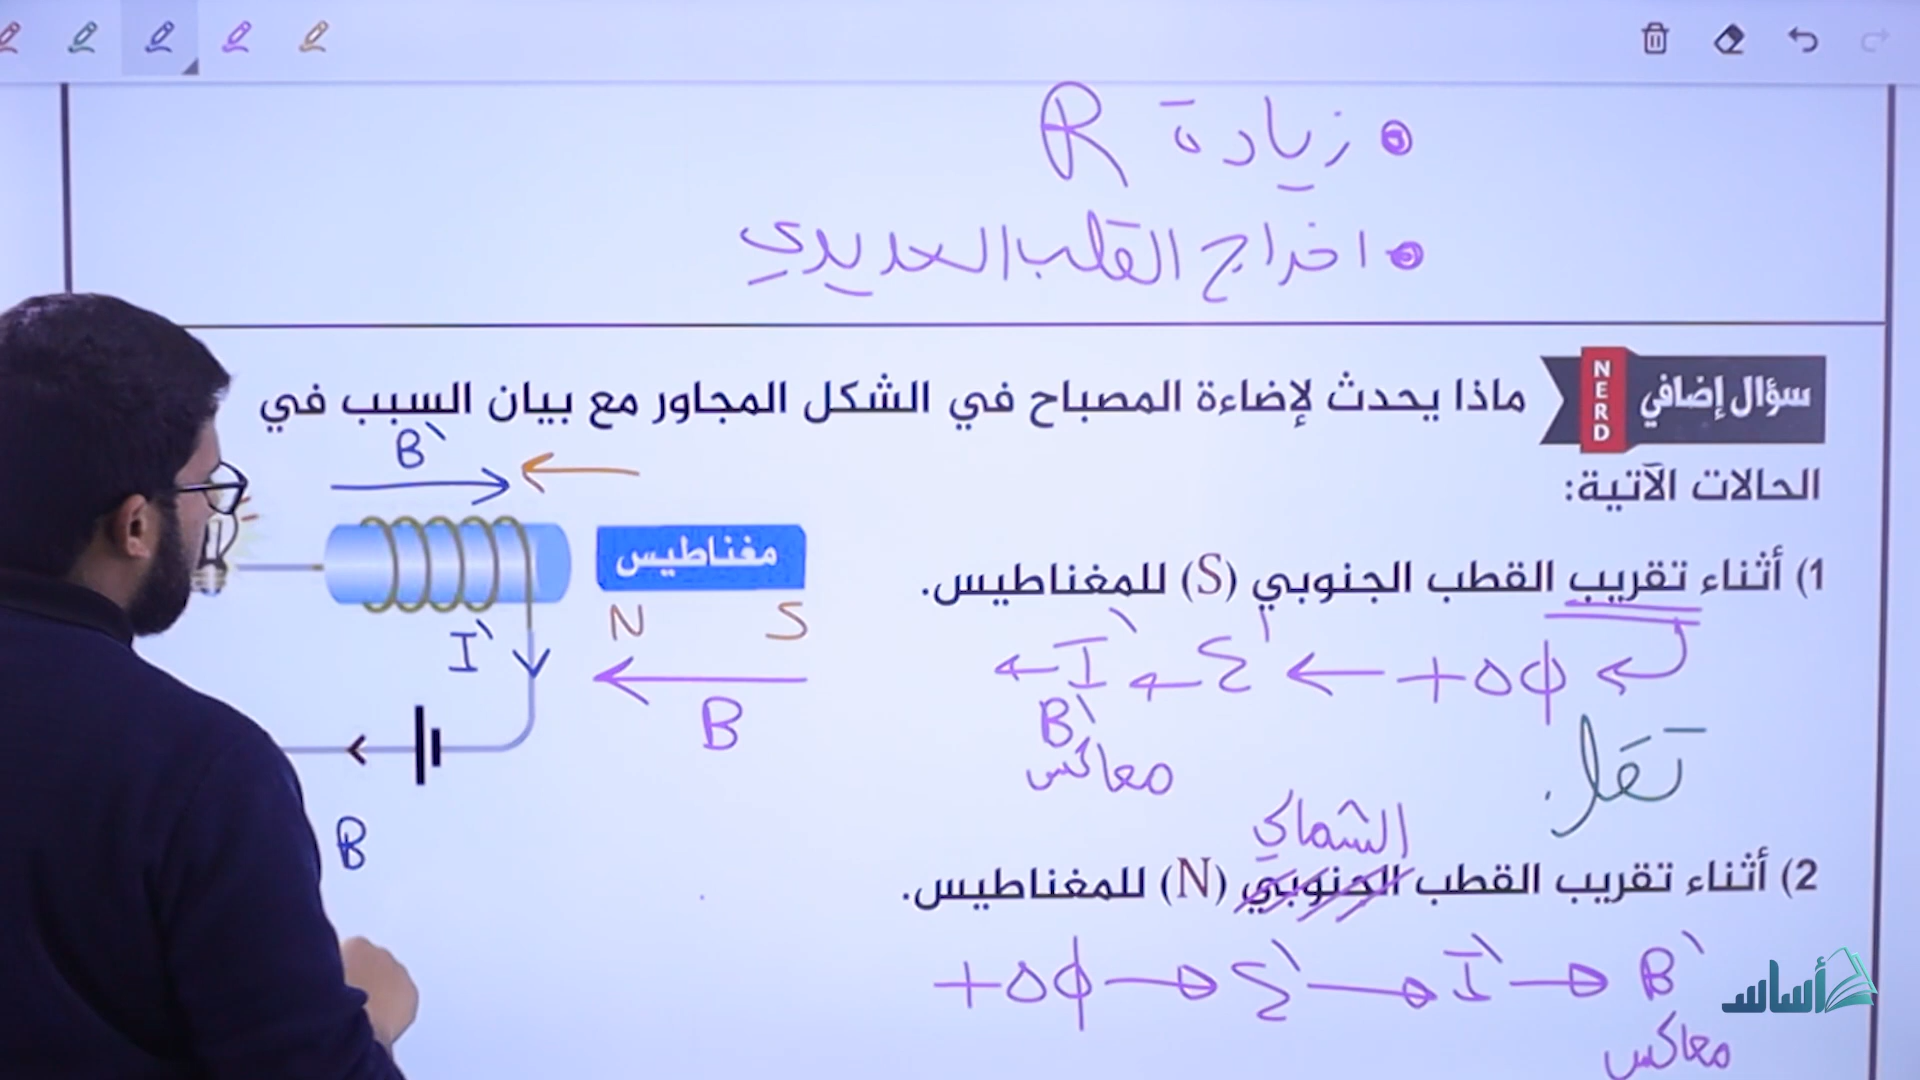 • زيادة R
• اخراج القلب الحديدي
سؤال إضافي NERD ماذا يحدث لإضاءة المصباح في الشكل المجاور مع بيان السبب في
الحالات الآتية:
B`
مغناطيس
N S
I`
B
B
1) أثناء تقريب القطب الجنوبي (S) للمغناطيس.
+Δφ ← Ɛ` ← I` ←
B`
معاكس
تقل.
الشمالي
2) أثناء تقريب القطب الجنوبي (N) للمغناطيس.
+Δφ → Ɛ` → I` → B`
معاكس
أساس